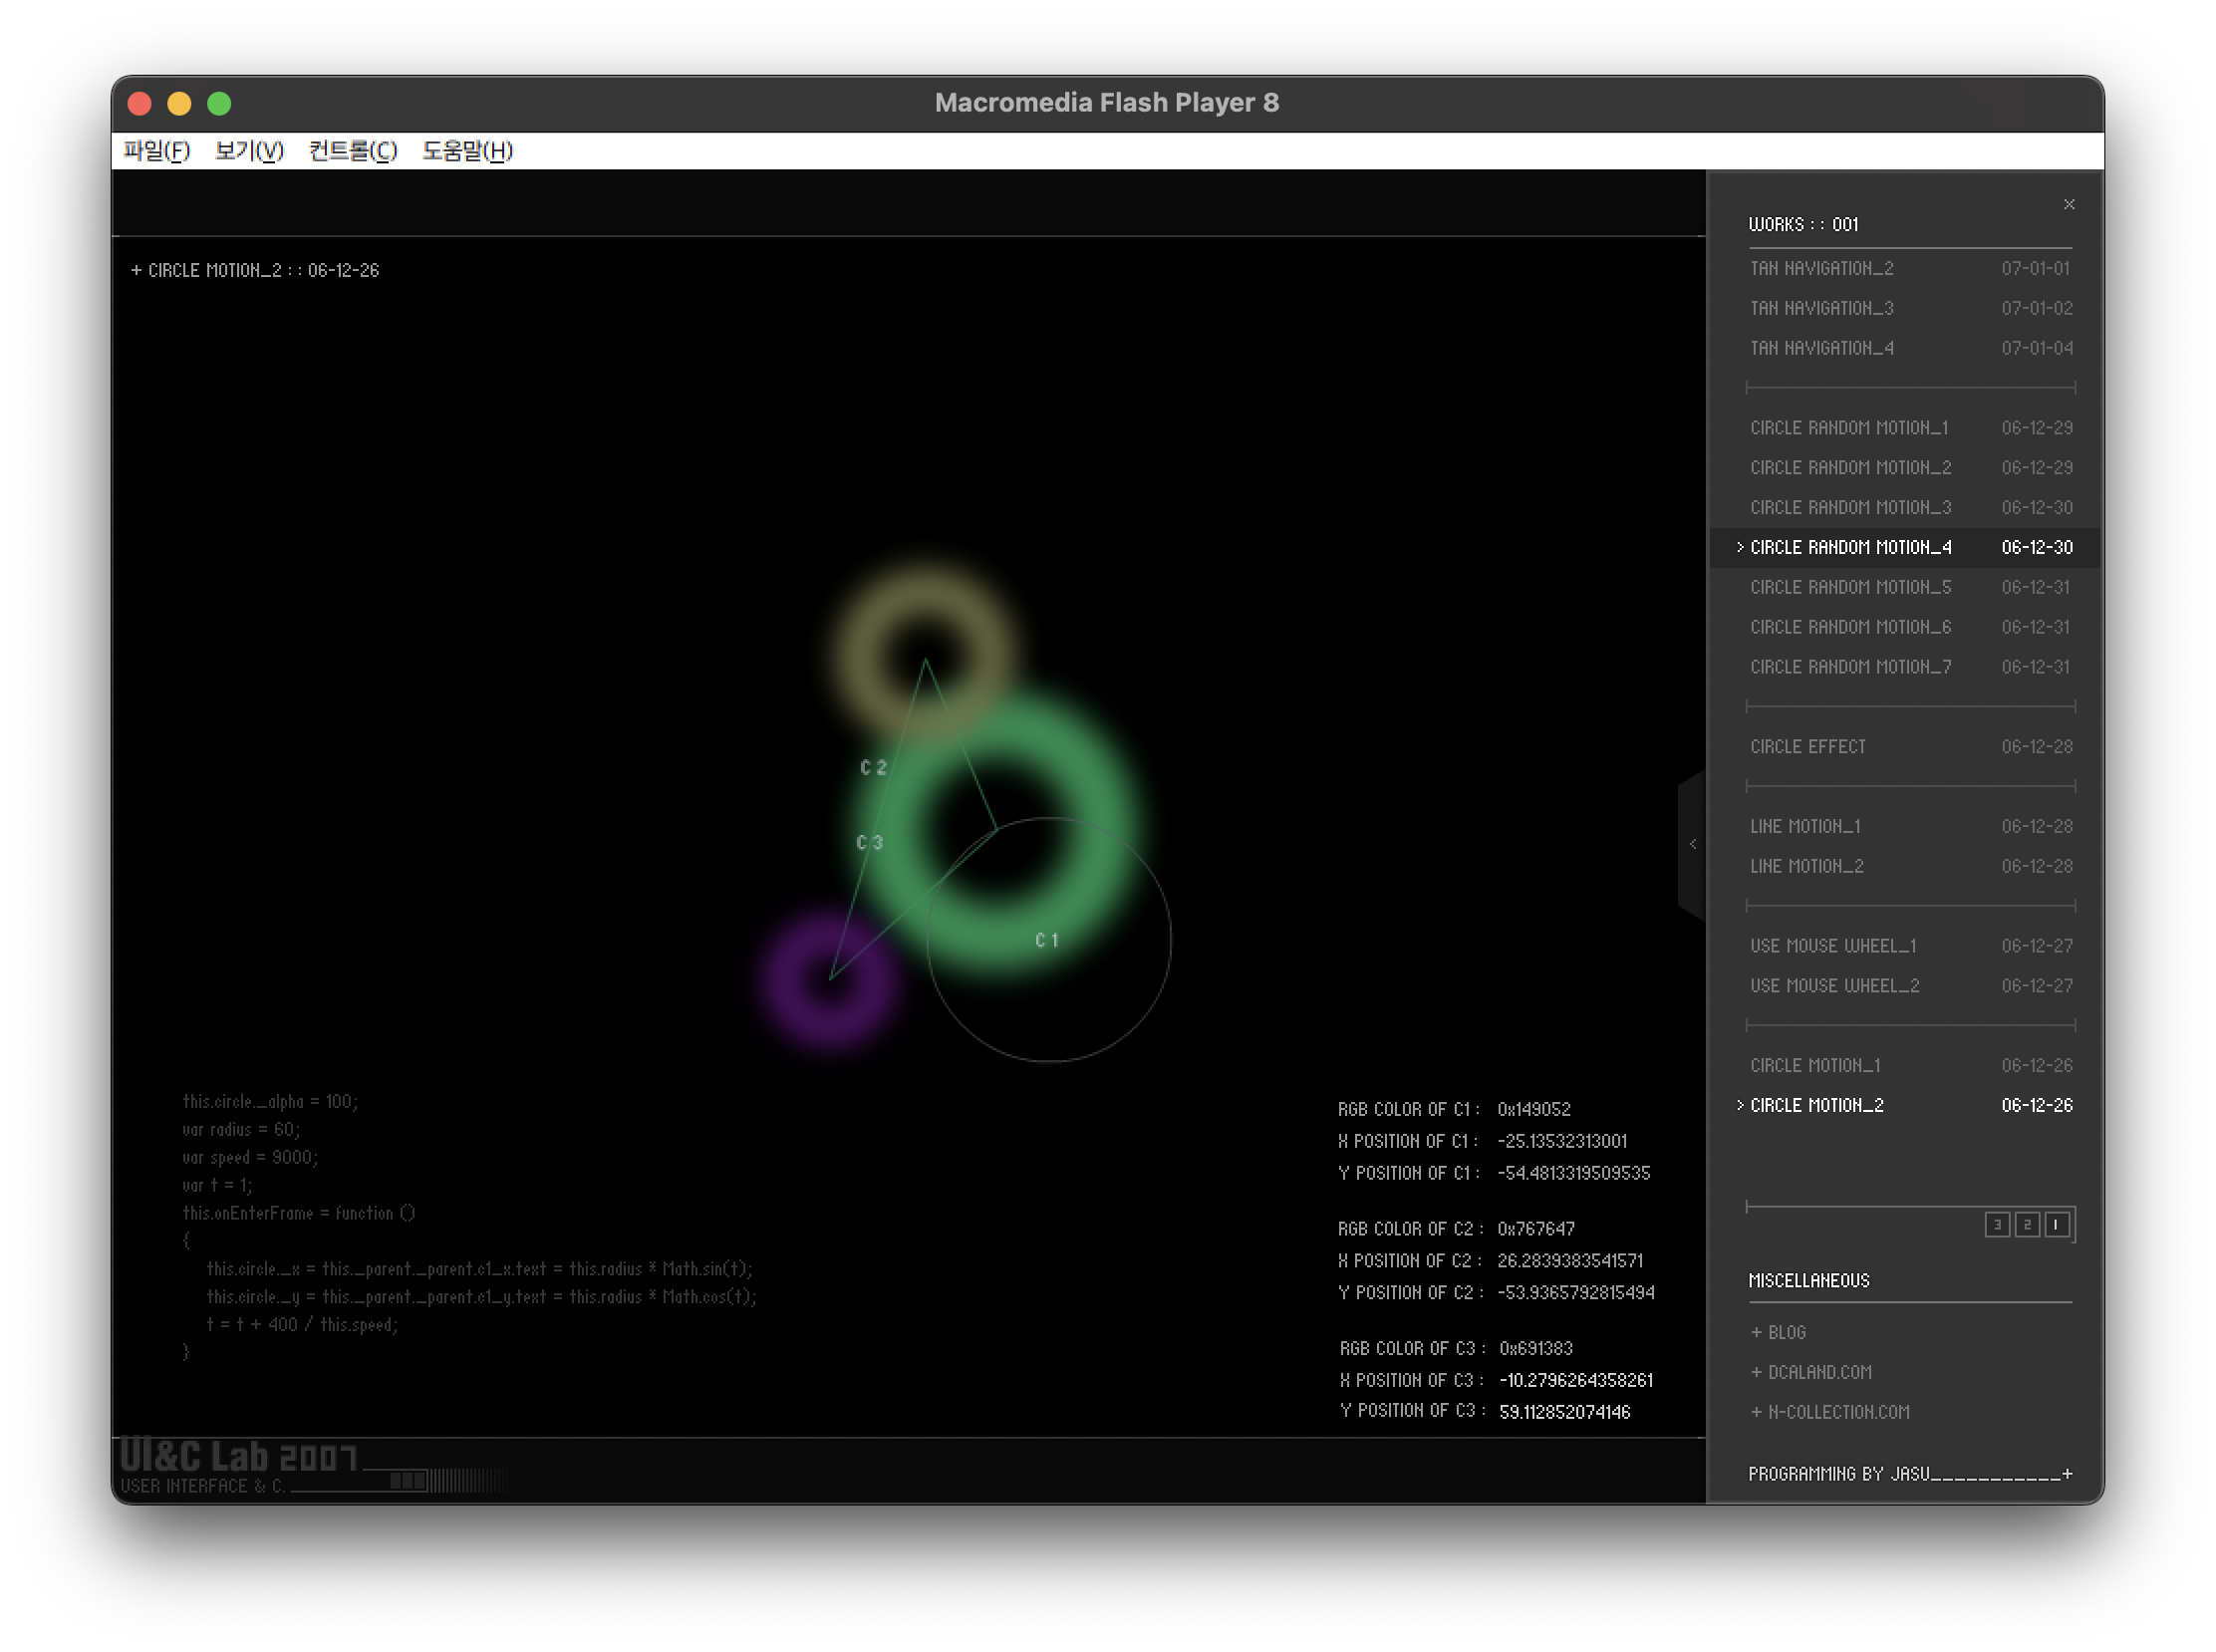 Macromedia Flash Player 8
파일(F) 보기(V) 컨트롤(C) 도움말(H)
+ CIRCLE MOTION_2 :: 06-12-26
C 2
C 3
C 1
this.circle._alpha = 100;
var radius = 60;
var speed = 9000;
var t = 1;
this.onEnterFrame = function ()
{
this.circle._x = this._parent._parent.c1_x.text = this.radius * Math.sin(t);
this.circle._y = this._parent._parent.c1_y.text = this.radius * Math.cos(t);
t = t + 400 / this.speed;
}
RGB COLOR OF C1 : 0x149052
X POSITION OF C1 : -25.13532313001
Y POSITION OF C1 : -54.4813319509535
RGB COLOR OF C2 : 0x767647
X POSITION OF C2 : 26.2839383541571
Y POSITION OF C2 : -53.9365792815494
RGB COLOR OF C3 : 0x691383
X POSITION OF C3 : -10.2796264358261
Y POSITION OF C3 : 59.112852074146
UI&C Lab 2007
USER INTERFACE & C.
×
WORKS :: 001
TAN NAVIGATION_2 07-01-01
TAN NAVIGATION_3 07-01-02
TAN NAVIGATION_4 07-01-04
CIRCLE RANDOM MOTION_1 06-12-29
CIRCLE RANDOM MOTION_2 06-12-29
CIRCLE RANDOM MOTION_3 06-12-30
> CIRCLE RANDOM MOTION_4 06-12-30
CIRCLE RANDOM MOTION_5 06-12-31
CIRCLE RANDOM MOTION_6 06-12-31
CIRCLE RANDOM MOTION_7 06-12-31
CIRCLE EFFECT 06-12-28
LINE MOTION_1 06-12-28
LINE MOTION_2 06-12-28
USE MOUSE WHEEL_1 06-12-27
USE MOUSE WHEEL_2 06-12-27
CIRCLE MOTION_1 06-12-26
> CIRCLE MOTION_2 06-12-26
3 2 1
MISCELLANEOUS
+ BLOG
+ DCALAND.COM
+ N-COLLECTION.COM
PROGRAMMING BY JASU___________+